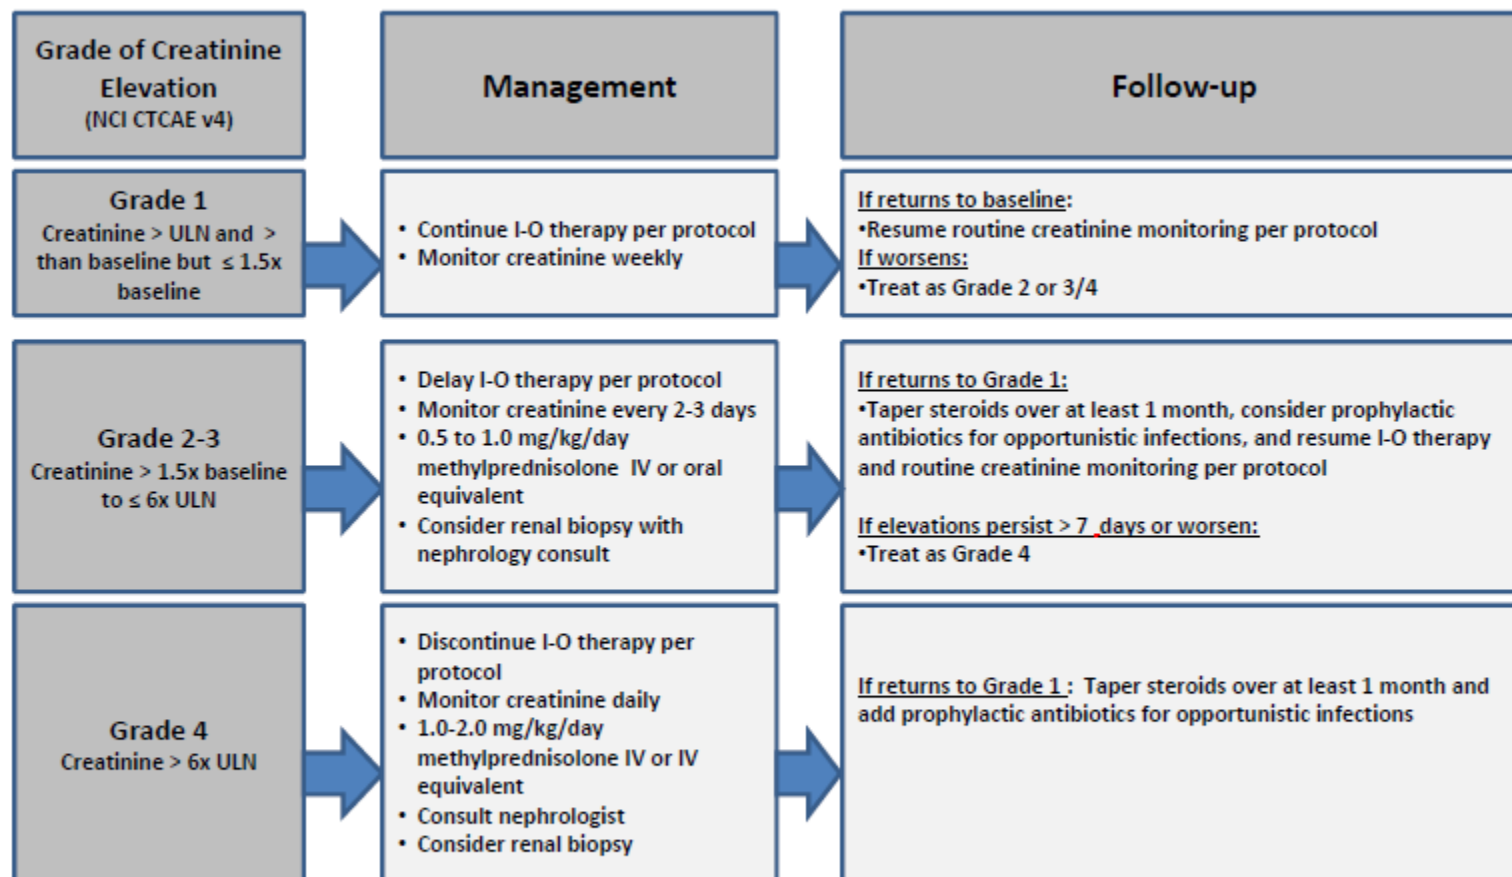 Grade of Creatinine
Elevation
(NCI CTCAE v4)
Management
Follow-up
Grade 1
Creatinine > ULN and >
than baseline but ≤ 1.5x
baseline
• Continue I-O therapy per protocol
• Monitor creatinine weekly
If returns to baseline:
•Resume routine creatinine monitoring per protocol
If worsens:
•Treat as Grade 2 or 3/4
Grade 2-3
Creatinine > 1.5x baseline
to ≤ 6x ULN
• Delay I-O therapy per protocol
• Monitor creatinine every 2-3 days
• 0.5 to 1.0 mg/kg/day
methylprednisolone IV or oral
equivalent
• Consider renal biopsy with
nephrology consult
If returns to Grade 1:
•Taper steroids over at least 1 month, consider prophylactic
antibiotics for opportunistic infections, and resume I-O therapy
and routine creatinine monitoring per protocol
If elevations persist > 7 days or worsen:
•Treat as Grade 4
Grade 4
Creatinine > 6x ULN
• Discontinue I-O therapy per
protocol
• Monitor creatinine daily
• 1.0-2.0 mg/kg/day
methylprednisolone IV or IV
equivalent
• Consult nephrologist
• Consider renal biopsy
If returns to Grade 1 : Taper steroids over at least 1 month and
add prophylactic antibiotics for opportunistic infections